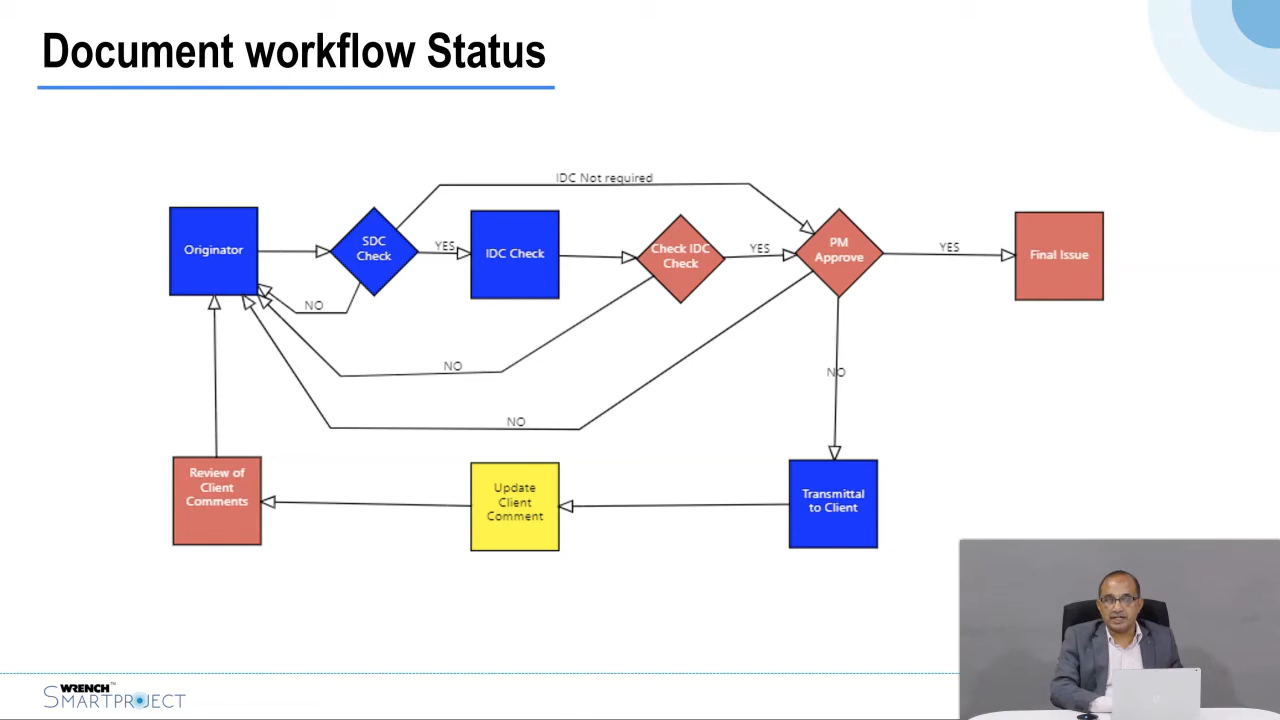 Document workflow Status
IDC Not required
Originator
SDC
Check
YES
IDC Check
Check IDC
Check
YES
PM
Approve
YES
Final Issue
NO
NO
NO
NO
Review of
Client
Comments
Update
Client
Comment
Transmittal
to Client
WRENCH™
SMARTPROJECT